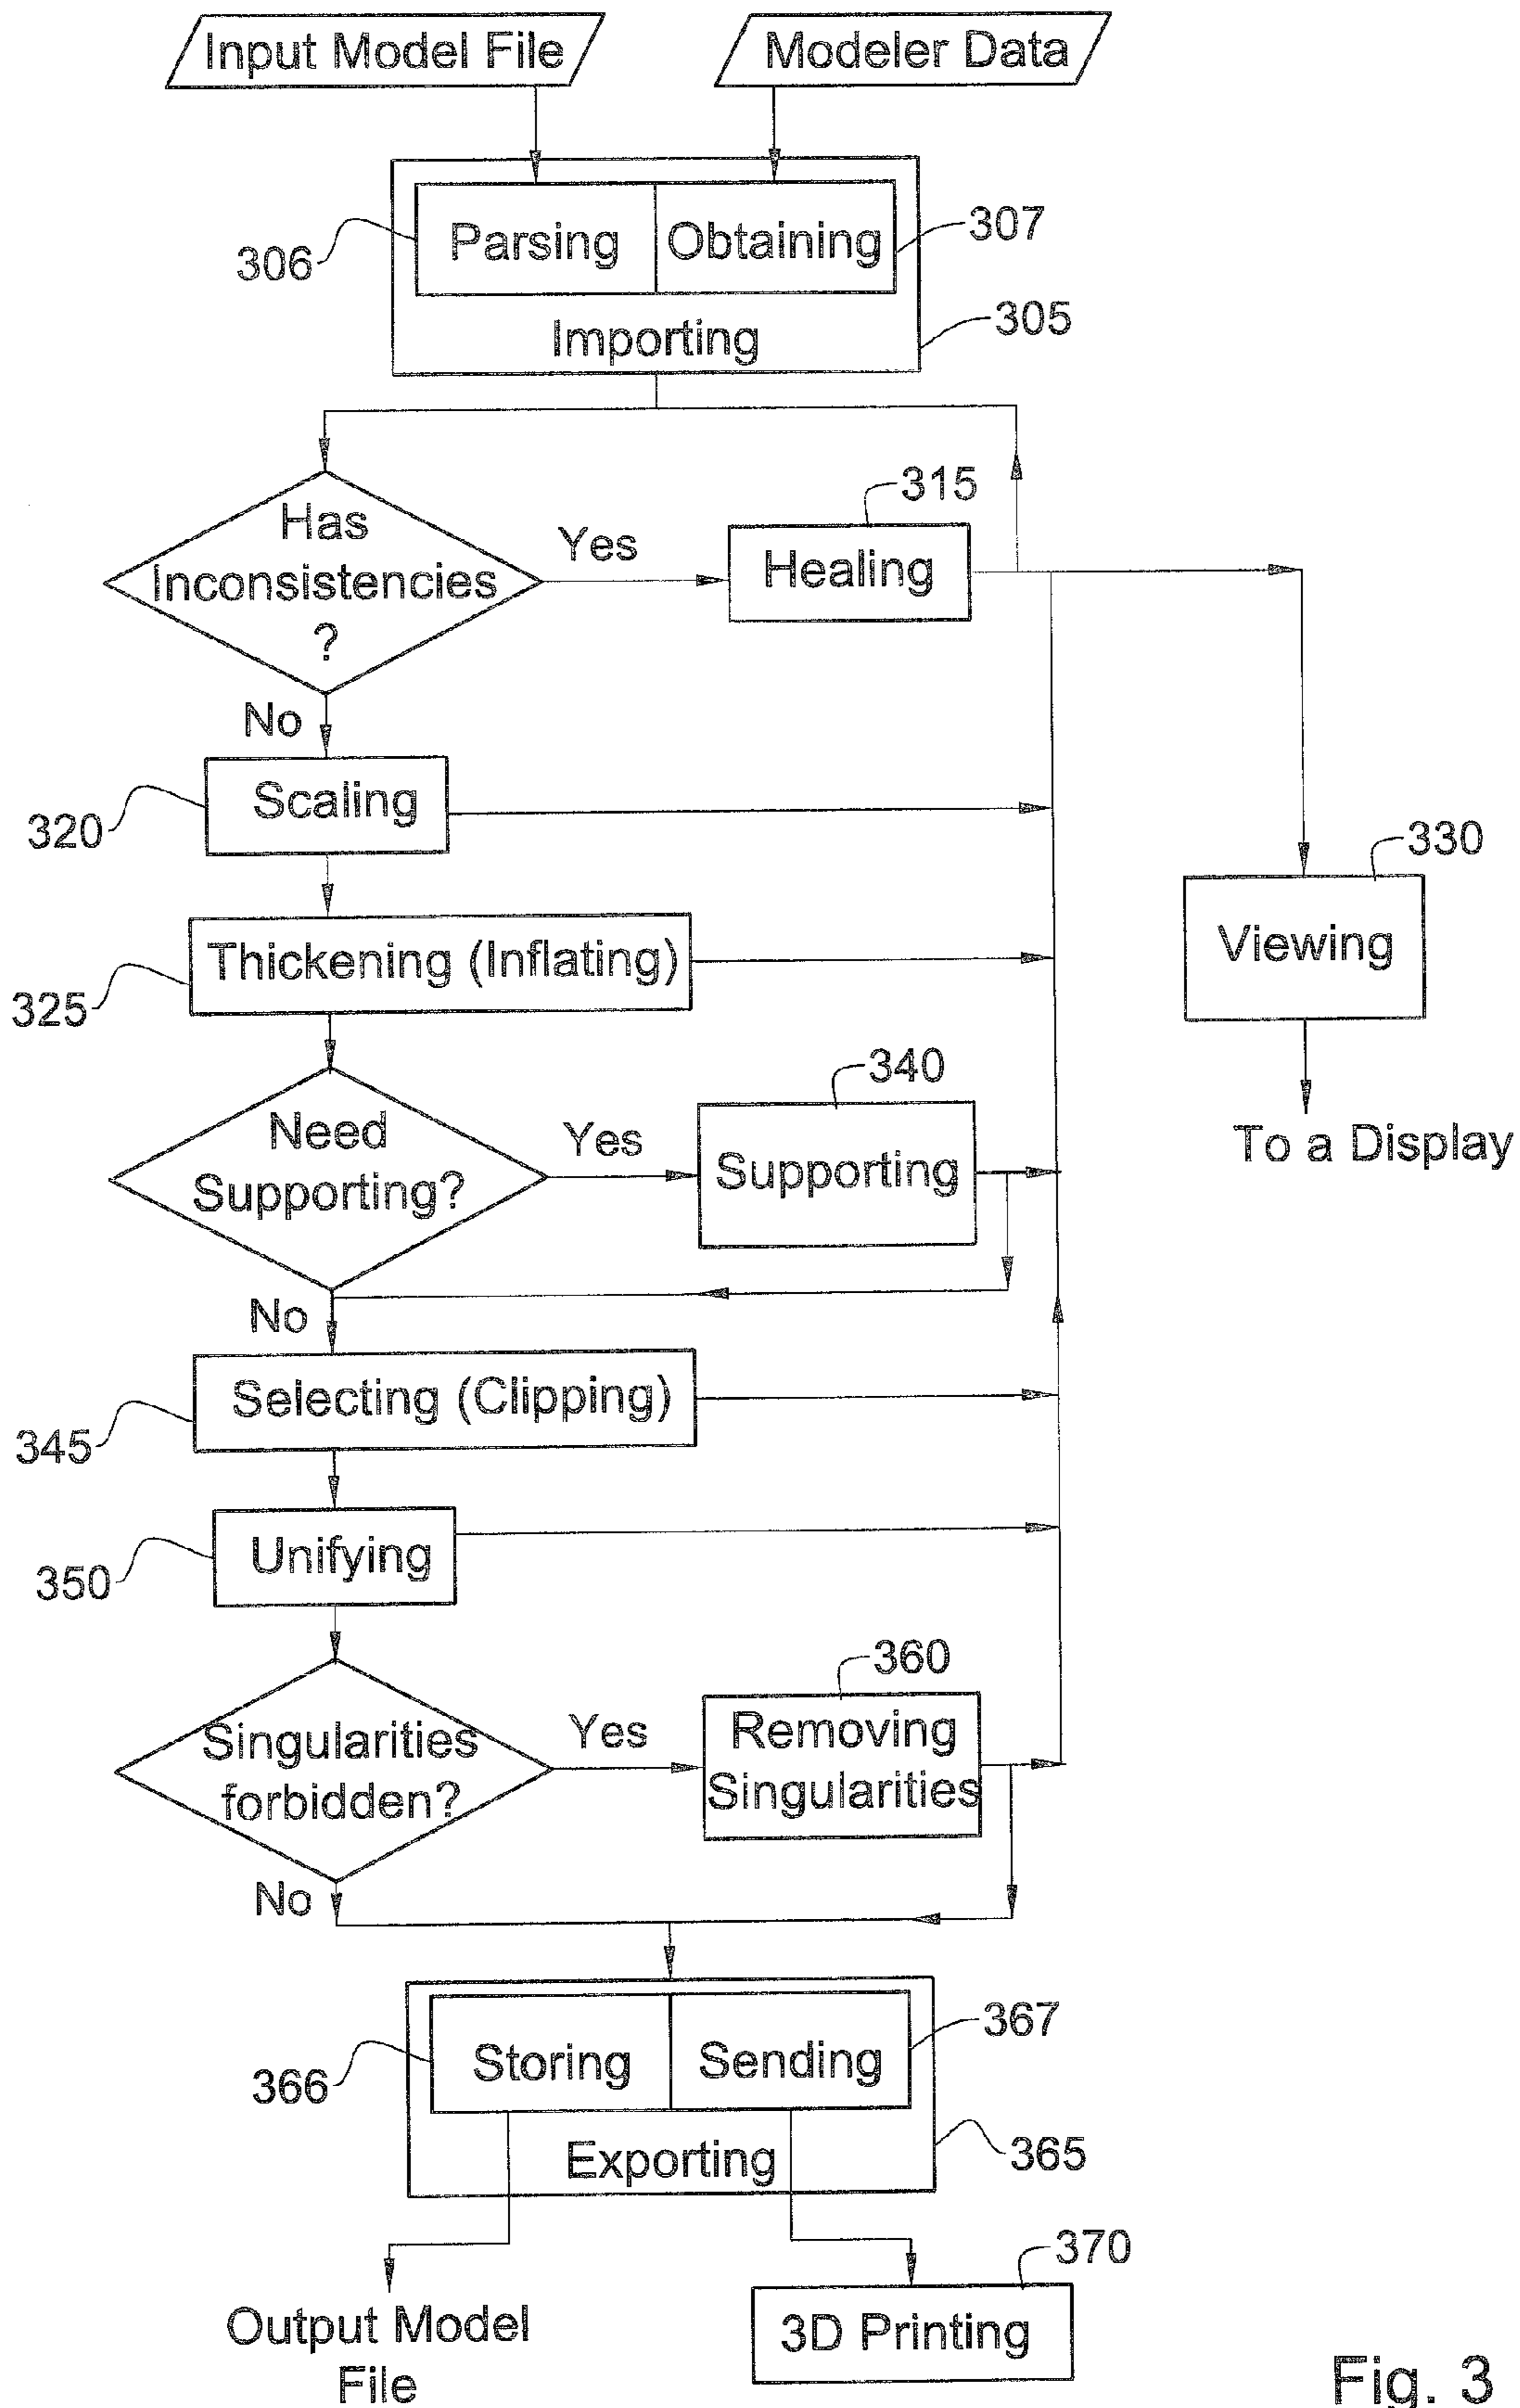 Input Model File
Modeler Data
Parsing
Obtaining
307
306
Importing
305
Has
Inconsistencies
?
Yes
Healing
315
No
Scaling
320
330
Viewing
Thickening (Inflating)
325
To a Display
Need
Supporting?
Yes
Supporting
340
No
Selecting (Clipping)
345
Unifying
350
Singularities
forbidden?
Yes
Removing
Singularities
360
No
Storing
Sending
367
366
Exporting
365
370
Output Model
File
3D Printing
Fig. 3